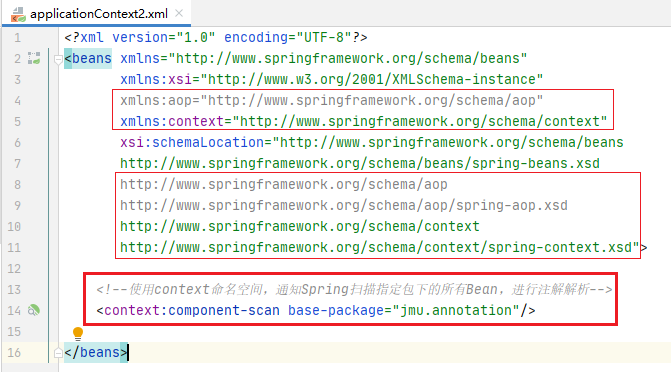 applicationContext2.xml
1 <?xml version="1.0" encoding="UTF-8"?>
2 <beans xmlns="http://www.springframework.org/schema/beans"
3 xmlns:xsi="http://www.w3.org/2001/XMLSchema-instance"
4 xmlns:aop="http://www.springframework.org/schema/aop"
5 xmlns:context="http://www.springframework.org/schema/context"
6 xsi:schemaLocation="http://www.springframework.org/schema/beans
7 http://www.springframework.org/schema/beans/spring-beans.xsd
8 http://www.springframework.org/schema/aop
9 http://www.springframework.org/schema/aop/spring-aop.xsd
10 http://www.springframework.org/schema/context
11 http://www.springframework.org/schema/context/spring-context.xsd">
12
13 <!--使用context命名空间，通知Spring扫描指定包下的所有Bean，进行注解解析-->
14 <context:component-scan base-package="jmu.annotation"/>
15
16 </beans>